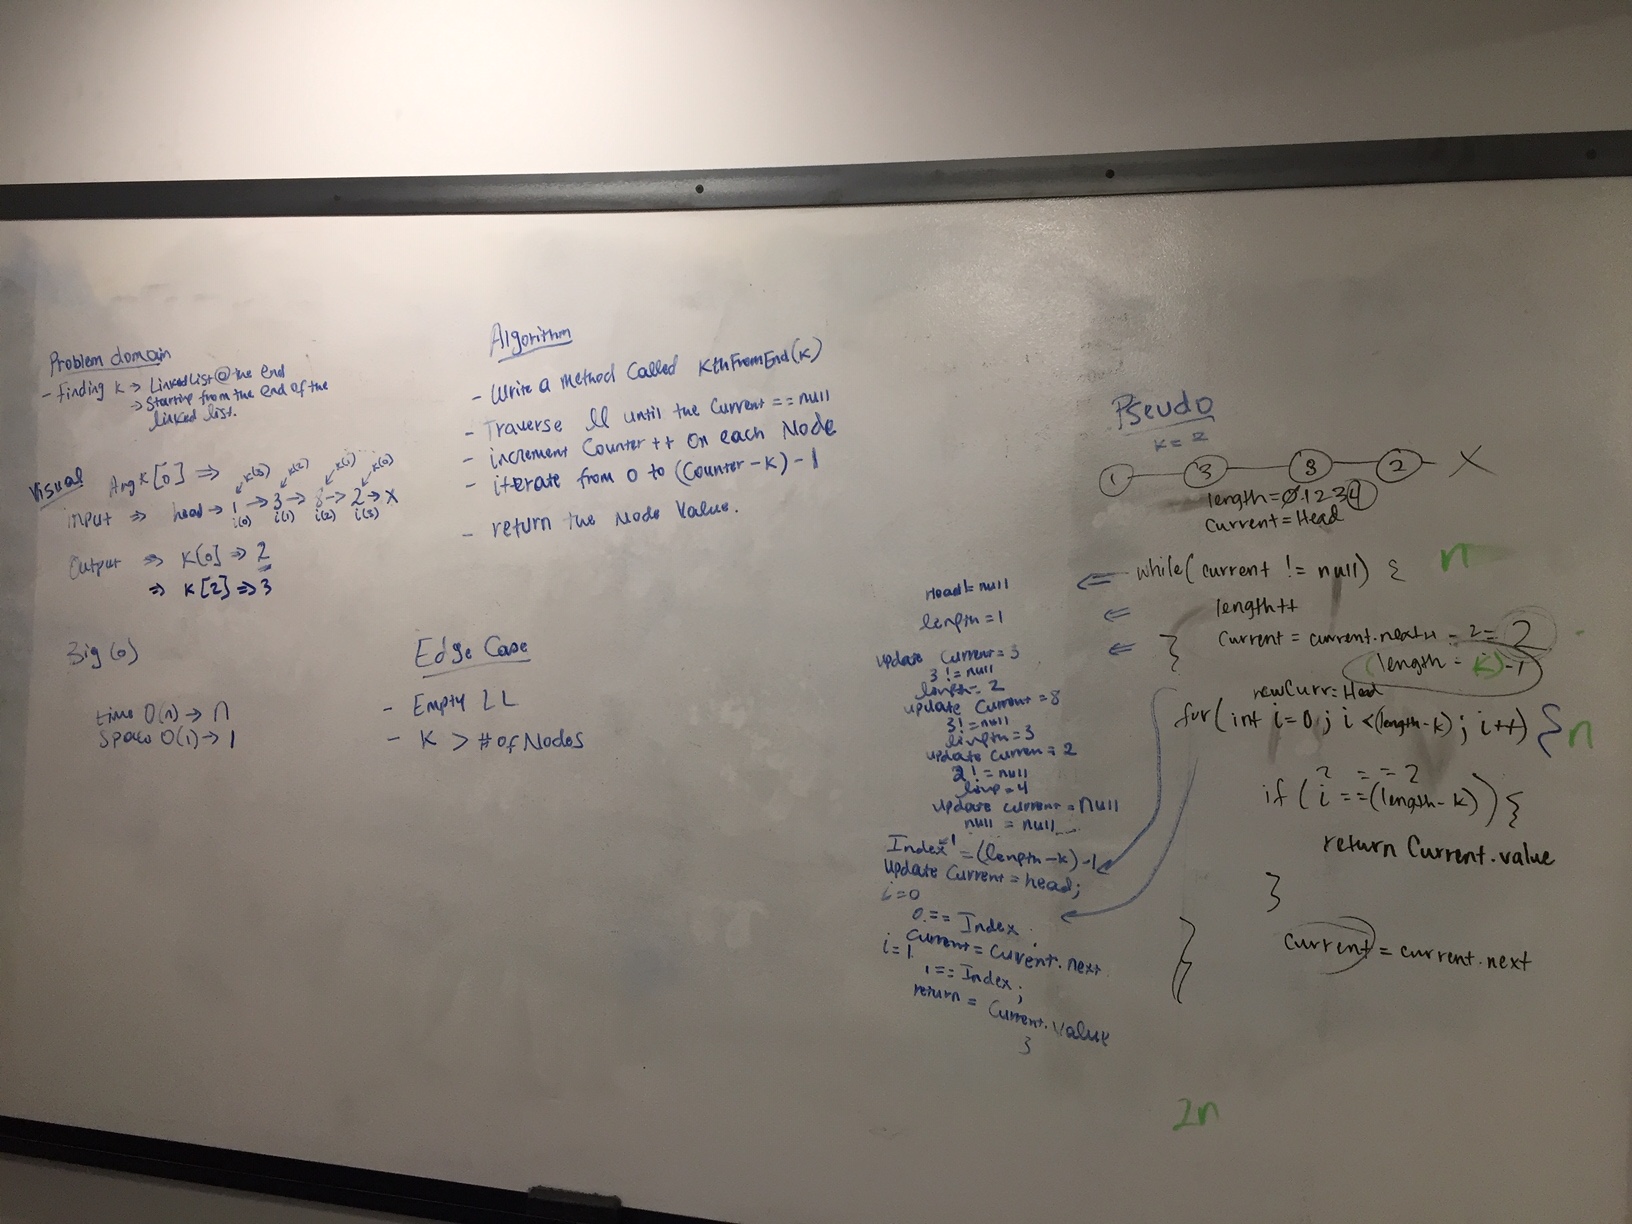 Problem domain
- Finding K → LinkedList @ the end
→ Starting from the end of the
linked list.
Visual
Arg K[0] ⇒
K(3) K(2) K(1) K(0)
input ⇒ head → 1 → 3 → 8 → 2 → X
i(0) i(1) i(2) i(3)
Output ⇒ K[0] ⇒ 2
⇒ K[2] ⇒ 3
Big (o)
time O(n) → n
Space O(1) → 1
Algorithm
- Write a Method Called KthFromEnd(K)
- Traverse ll until the Current == null
- increment Counter++ on each Node
- iterate from 0 to (Counter - K) - 1
- return the Node Value.
Edge Case
- Empty LL
- K > # of Nodes
Head != null
length = 1
update Current = 3
3 != null
length = 2
update Current = 8
3 != null
length = 3
update Curren = 2
2 != null
leng = 4
update current = null
null = null
Index = (length - K) - 1
update Current = head;
i = 0
0 == Index
Current = Current.next
i = 1
1 == Index;
return = Current.Value
}
Pseudo
K = 2
1 3 8 2 X
length = 0 1 2 3 4
Current = Head
while(current != null) { n
length++
} Current = current.next 4 - 2 = 2
(length - K) - 1
newCurr = Head
for(int i=0; i <(length-k); i++) { n
2 == 2
if ( i ==(length-k)) {
return Current.value
}
current = current.next
}
2n